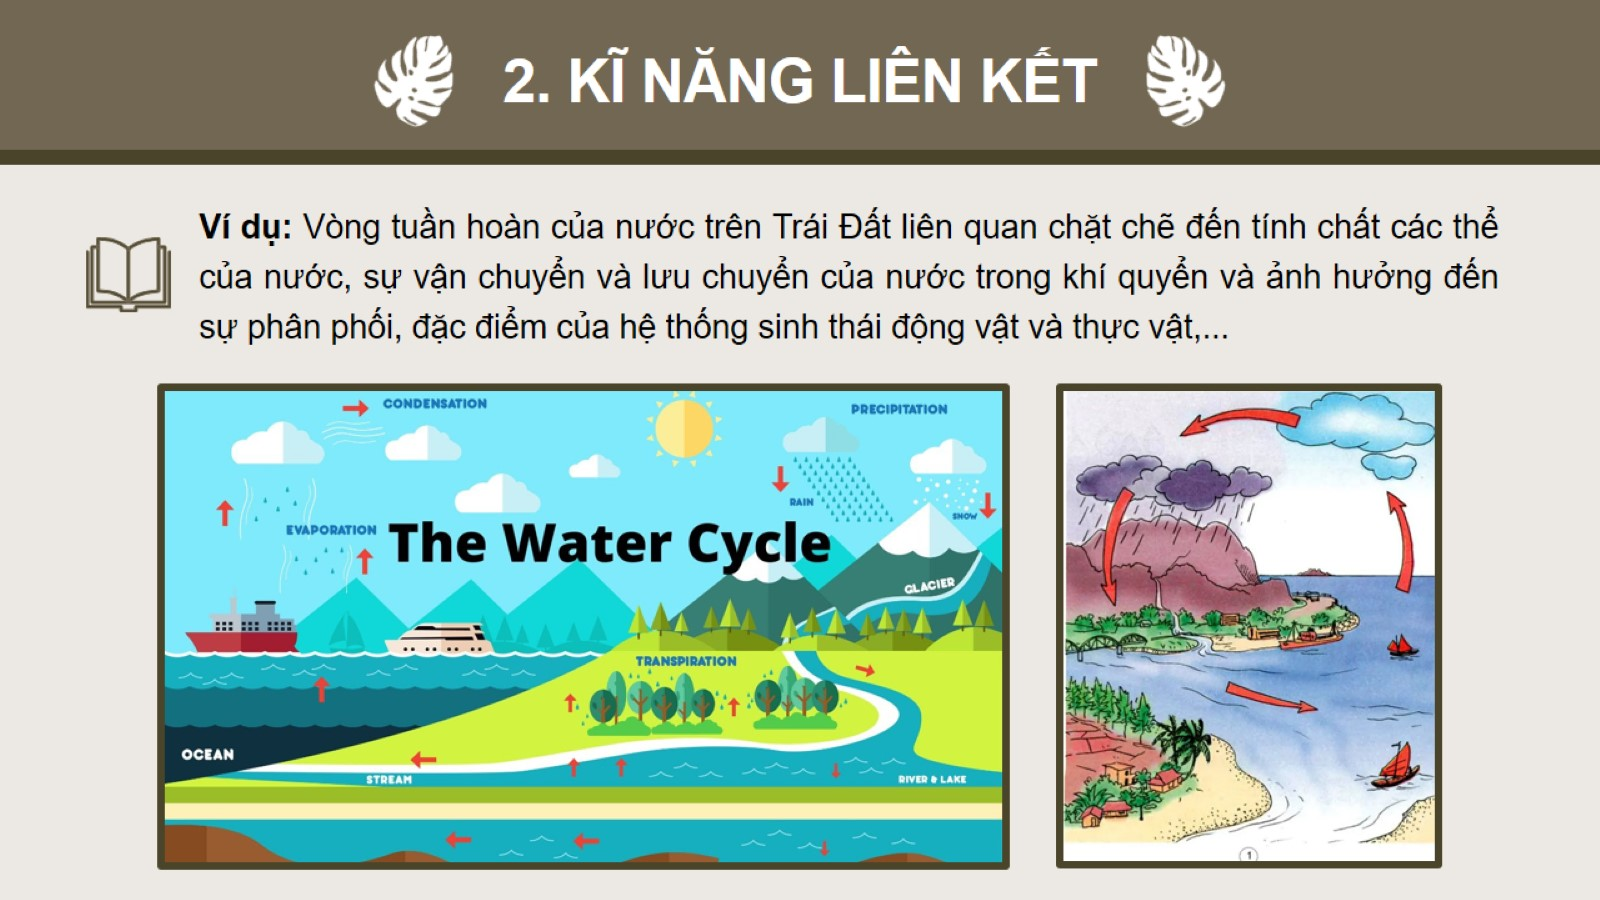 2. KĨ NĂNG LIÊN KẾT
Ví dụ: Vòng tuần hoàn của nước trên Trái Đất liên quan chặt chẽ đến tính chất các thể
của nước, sự vận chuyển và lưu chuyển của nước trong khí quyển và ảnh hưởng đến
sự phân phối, đặc điểm của hệ thống sinh thái động vật và thực vật,...
CONDENSATION
PRECIPITATION
RAIN
SNOW
EVAPORATION
The Water Cycle
GLACIER
TRANSPIRATION
OCEAN
STREAM
RIVER & LAKE
1